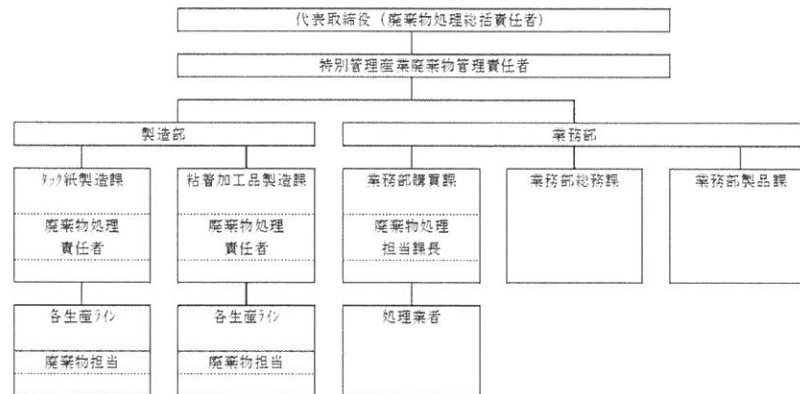 代表取締役（廃棄物処理総括責任者）
特別管理産業廃棄物管理責任者
製造部
業務部
ﾀｯｸ紙製造課
粘着加工品製造課
業務部購買課
業務部総務課
業務部製品課
廃棄物処理
責任者
廃棄物処理
責任者
廃棄物処理
担当課長
各生産ﾗｲﾝ
各生産ﾗｲﾝ
処理業者
廃棄物担当
廃棄物担当